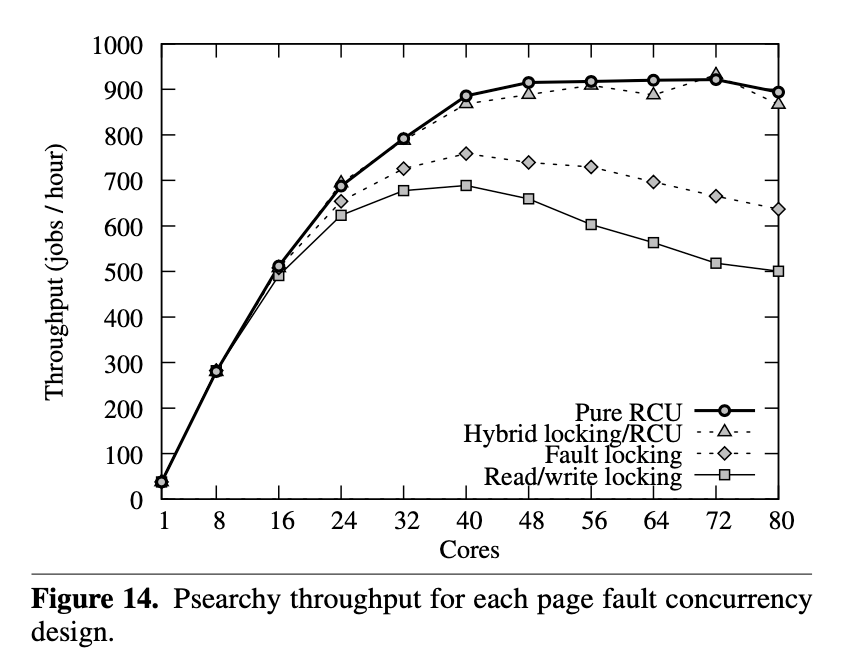 1000
900
800
700
600
500
400
300
200
100
0
Throughput (jobs / hour)
Pure RCU
Hybrid locking/RCU
Fault locking
Read/write locking
1 8 16 24 32 40 48 56 64 72 80
Cores
Figure 14. Psearchy throughput for each page fault concurrency
design.